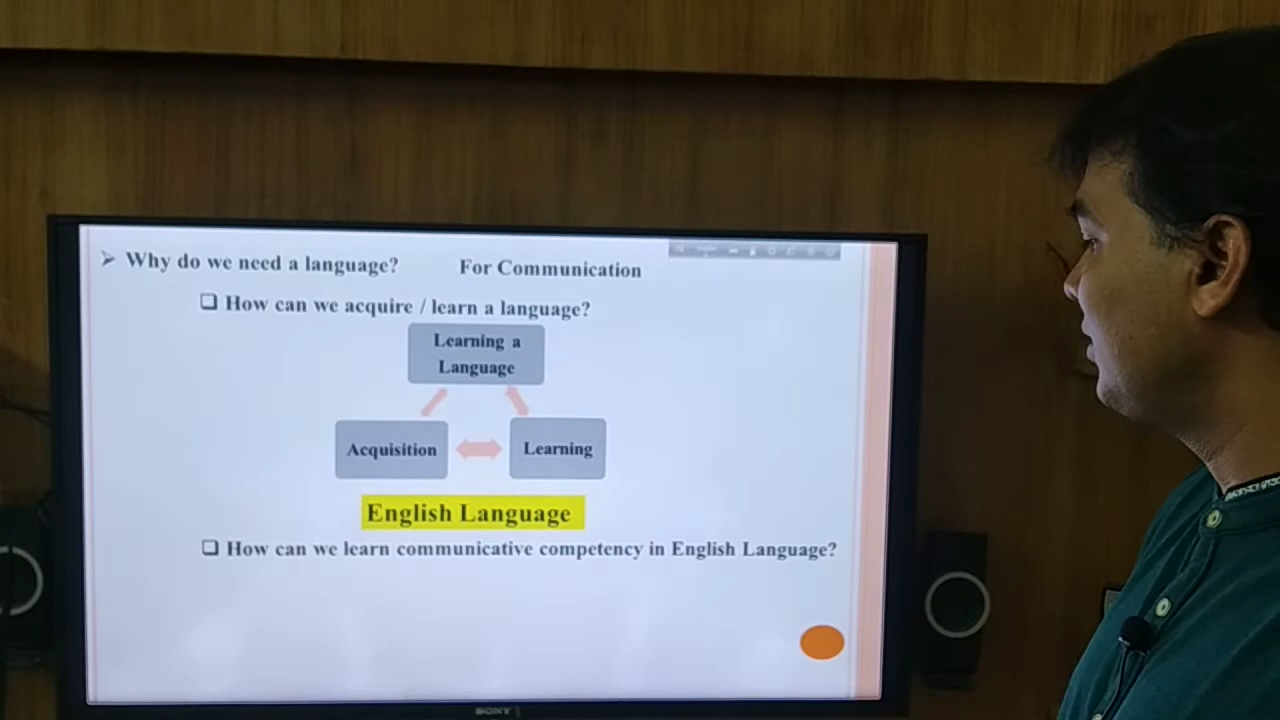 Why do we need a language? For Communication
How can we acquire / learn a language?
Learning a
Language
Acquisition
Learning
English Language
How can we learn communicative competency in English Language?
SONY